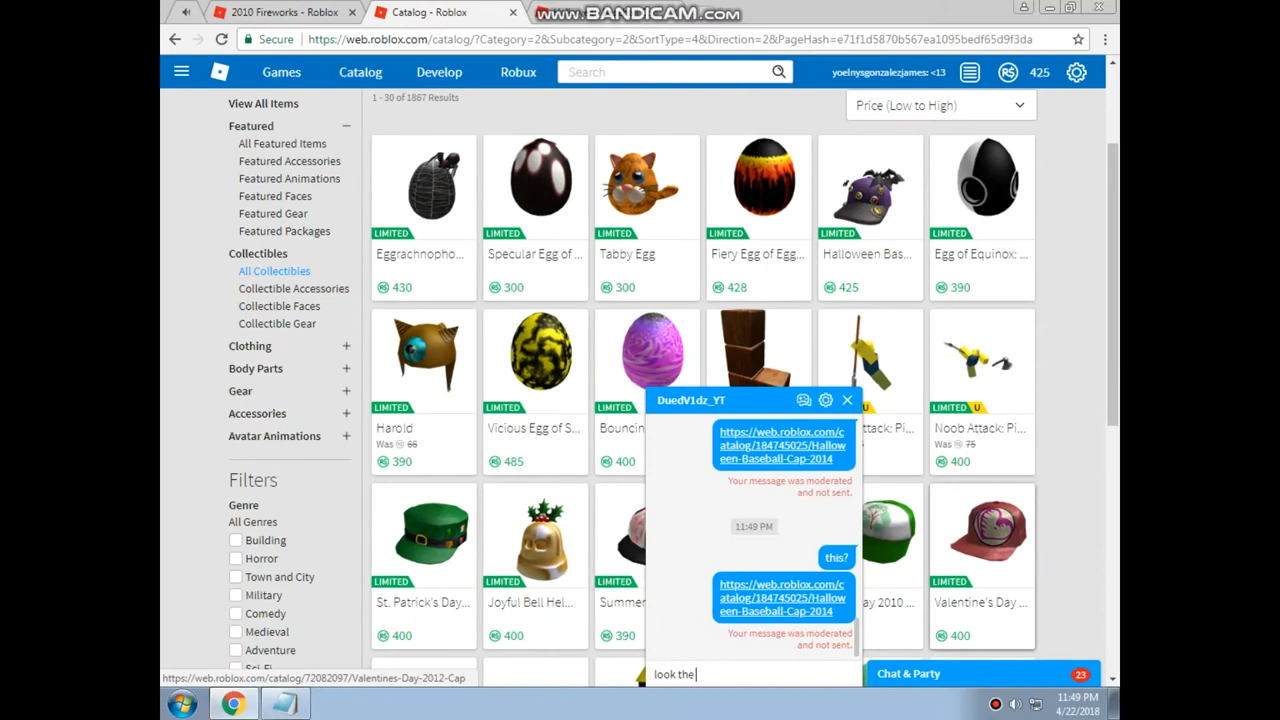 www.BANDICAM.com
2010 Fireworks - Roblox
Catalog - Roblox
Secure
https://web.roblox.com/catalog/?Category=2&Subcategory=2&SortType=4&Direction=2&PageHash=e71f1d5870b567ea1095bedf65d9f3da
Games Catalog Develop Robux
Search
yoelnysgonzalezjames: <13
425
View All Items
Featured
All Featured Items
Featured Accessories
Featured Animations
Featured Faces
Featured Gear
Featured Packages
Collectibles
All Collectibles
Collectible Accessories
Collectible Faces
Collectible Gear
Clothing
Body Parts
Gear
Accessories
Avatar Animations
Filters
Genre
All Genres
Building
Horror
Town and City
Military
Comedy
Medieval
Adventure
1 - 30 of 1867 Results
Price (Low to High)
LIMITED LIMITED LIMITED LIMITED LIMITED LIMITED
Eggrachnopho... Specular Egg of ... Tabby Egg Fiery Egg of Egg... Halloween Bas... Egg of Equinox: ...
R$ 430 R$ 300 R$ 300 R$ 428 R$ 425 R$ 390
LIMITED LIMITED LIMITED U LIMITED U
Harold Vicious Egg of S... Bouncin Attack: Pi... Noob Attack: Pi...
Was 66 Was 75
R$ 390 R$ 485 R$ 400 R$ 400
LIMITED LIMITED LIMITED LIMITED
St. Patrick's Day... Joyful Bell Hel... Summe ay 2010 ... Valentine's Day ...
R$ 400 R$ 400 R$ 390 R$ 400
DuedV1dz_YT
https://web.roblox.com/c
atalog/184745025/Hallow
een-Baseball-Cap-2014
Your message was moderated
and not sent.
11:49 PM
this?
https://web.roblox.com/c
atalog/184745025/Hallow
een-Baseball-Cap-2014
Your message was moderated
and not sent.
look the
Chat & Party
23
https://web.roblox.com/catalog/72082097/Valentines-Day-2012-Cap
11:49 PM
4/22/2018